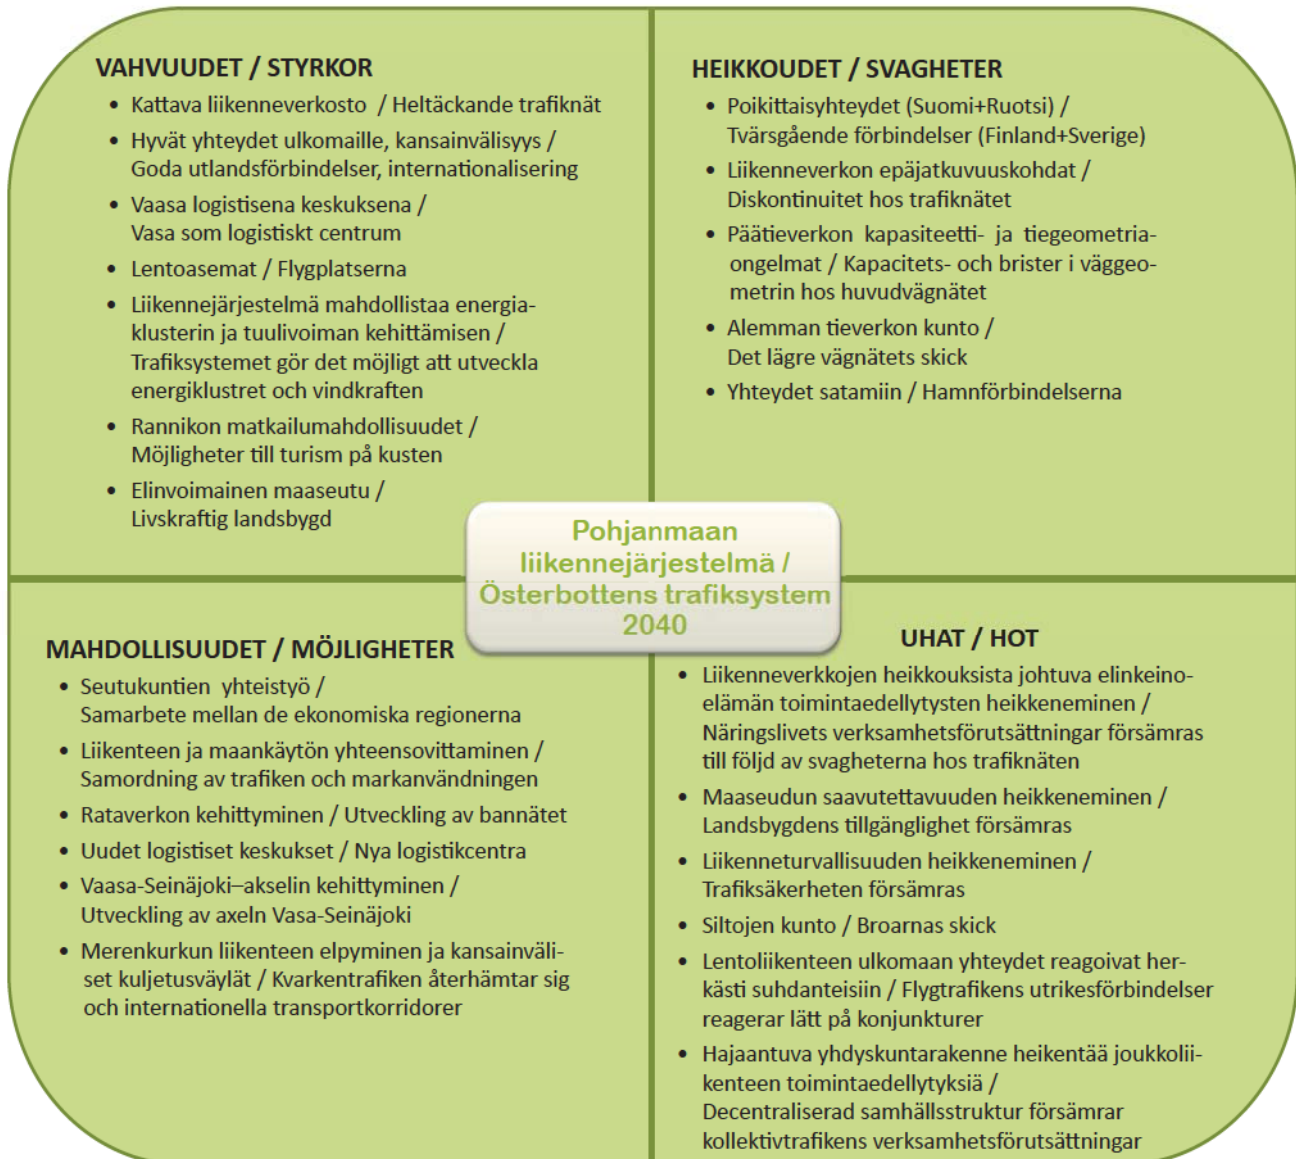 VAHVUUDET / STYRKOR
• Kattava liikenneverkosto / Heltäckande trafiknät
• Hyvät yhteydet ulkomaille, kansainvälisyys /
Goda utlandsförbindelser, internationalisering
• Vaasa logistisena keskuksena /
Vasa som logistiskt centrum
• Lentoasemat / Flygplatserna
• Liikennejärjestelmä mahdollistaa energia-
klusterin ja tuulivoiman kehittämisen /
Trafiksystemet gör det möjligt att utveckla
energiklustret och vindkraften
• Rannikon matkailumahdollisuudet /
Möjligheter till turism på kusten
• Elinvoimainen maaseutu /
Livskraftig landsbygd
HEIKKOUDET / SVAGHETER
• Poikittaisyhteydet (Suomi+Ruotsi) /
Tvärsgående förbindelser (Finland+Sverige)
• Liikenneverkon epäjatkuvuuskohdat /
Diskontinuitet hos trafiknätet
• Päätieverkon kapasiteetti- ja tiegeometria-
ongelmat / Kapacitets- och brister i väggeo-
metrin hos huvudvägnätet
• Alemman tieverkon kunto /
Det lägre vägnätets skick
• Yhteydet satamiin / Hamnförbindelserna
Pohjanmaan
liikennejärjestelmä /
Österbottens trafiksystem
2040
MAHDOLLISUUDET / MÖJLIGHETER
• Seutukuntien yhteistyö /
Samarbete mellan de ekonomiska regionerna
• Liikenteen ja maankäytön yhteensovittaminen /
Samordning av trafiken och markanvändningen
• Rataverkon kehittyminen / Utveckling av bannätet
• Uudet logistiset keskukset / Nya logistikcentra
• Vaasa-Seinäjoki–akselin kehittyminen /
Utveckling av axeln Vasa-Seinäjoki
• Merenkurkun liikenteen elpyminen ja kansainväli-
set kuljetusväylät / Kvarkentrafiken återhämtar sig
och internationella transportkorridorer
UHAT / HOT
• Liikenneverkkojen heikkouksista johtuva elinkeino-
elämän toimintaedellytysten heikkeneminen /
Näringslivets verksamhetsförutsättningar försämras
till följd av svagheterna hos trafiknäten
• Maaseudun saavutettavuuden heikkeneminen /
Landsbygdens tillgänglighet försämras
• Liikenneturvallisuuden heikkeneminen /
Trafiksäkerheten försämras
• Siltojen kunto / Broarnas skick
• Lentoliikenteen ulkomaan yhteydet reagoivat her-
kästi suhdanteisiin / Flygtrafikens utrikesförbindelser
reagerar lätt på konjunkturer
• Hajaantuva yhdyskuntarakenne heikentää joukkolii-
kenteen toimintaedellytyksiä /
Decentraliserad samhällsstruktur försämrar
kollektivtrafikens verksamhetsförutsättningar